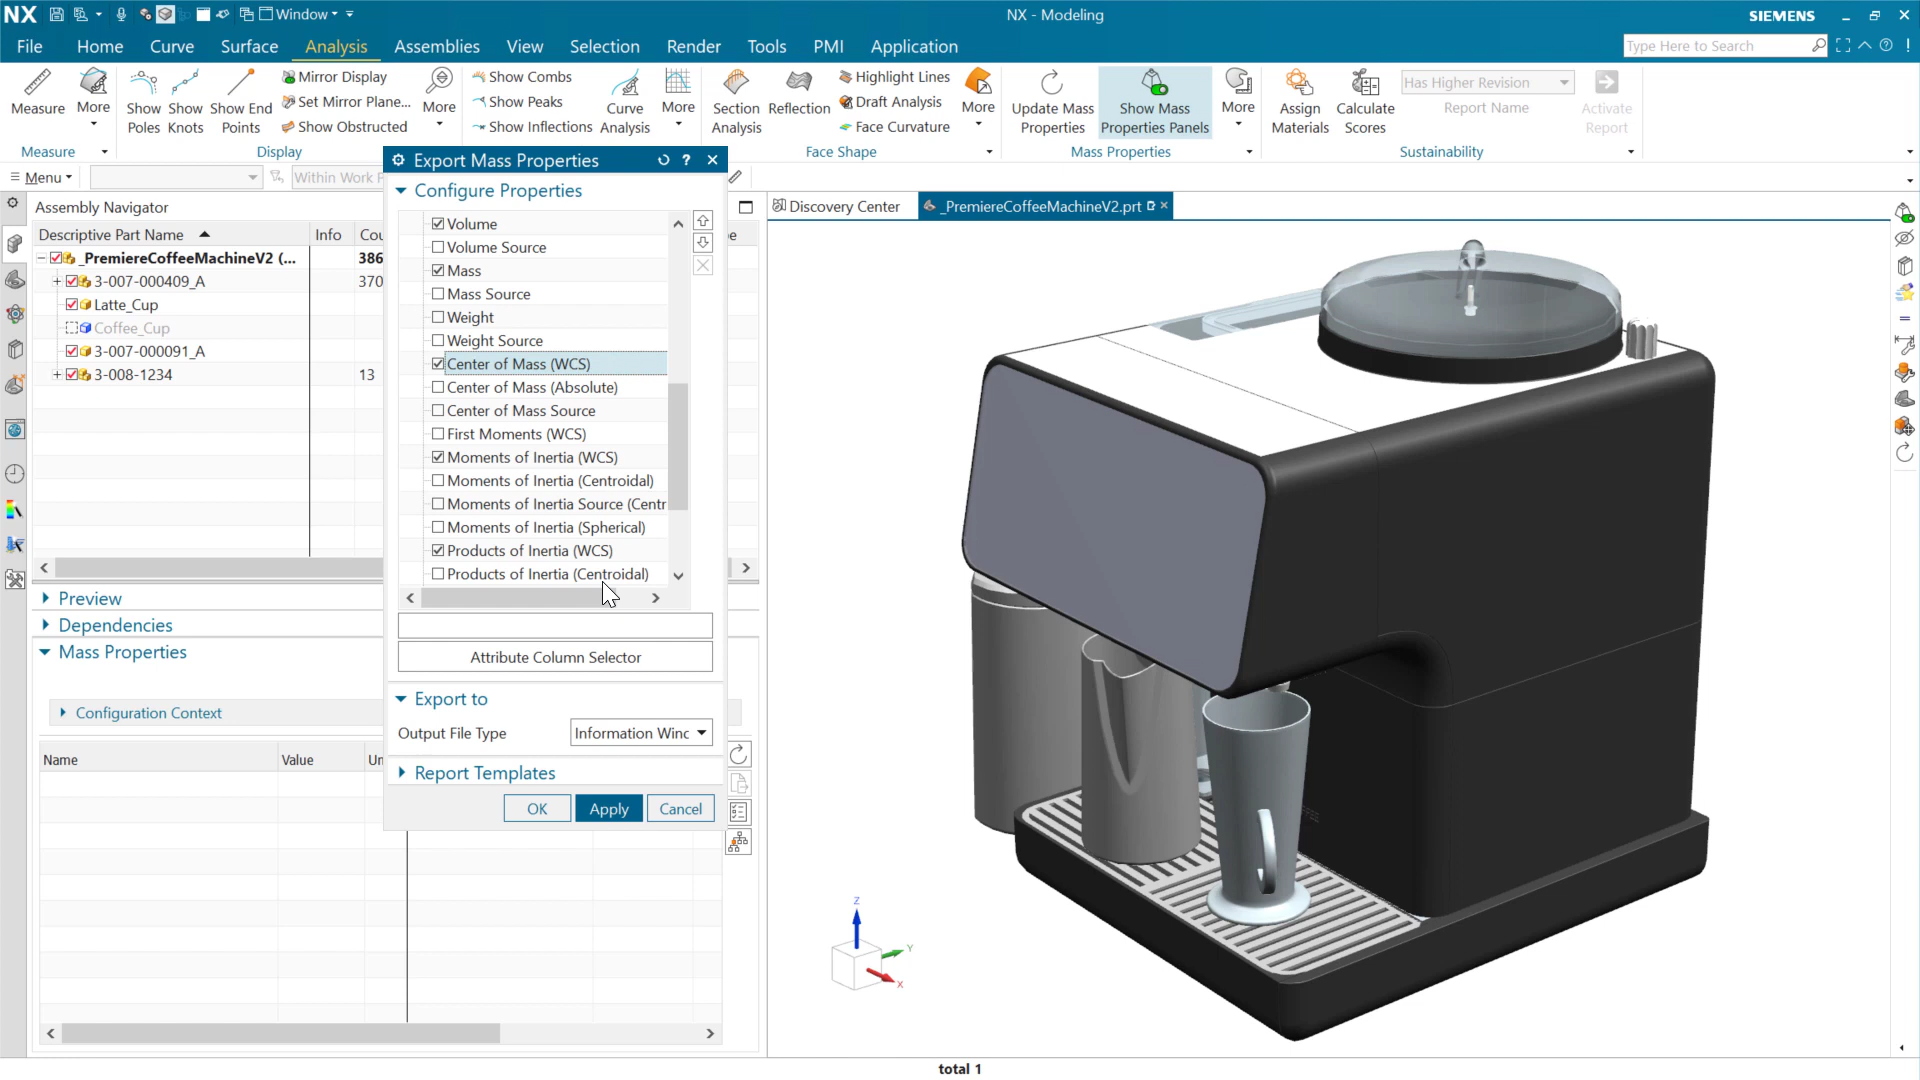 NX
Window
NX - Modeling
SIEMENS
File
Home
Curve
Surface
Analysis
Assemblies
View
Selection
Render
Tools
PMI
Application
Type Here to Search
Measure
More
Show Poles
Show Knots
Show End Points
Mirror Display
Set Mirror Plane...
Show Obstructed
More
Show Combs
Show Peaks
Show Inflections
Curve Analysis
More
Section Analysis
Reflection
Highlight Lines
Draft Analysis
Face Curvature
More
Update Mass Properties
Show Mass Properties Panels
More
Assign Materials
Calculate Scores
Has Higher Revision
Report Name
Activate Report
Measure
Display
Face Shape
Mass Properties
Sustainability
Menu
Within Work P
Export Mass Properties
Configure Properties
Volume
Volume Source
Mass
Mass Source
Weight
Weight Source
Center of Mass (WCS)
Center of Mass (Absolute)
Center of Mass Source
First Moments (WCS)
Moments of Inertia (WCS)
Moments of Inertia (Centroidal)
Moments of Inertia Source (Centr
Moments of Inertia (Spherical)
Products of Inertia (WCS)
Products of Inertia (Centroidal)
Attribute Column Selector
Export to
Output File Type
Information Winc
Report Templates
OK
Apply
Cancel
Assembly Navigator
Descriptive Part Name
Info
Cou
e
_PremiereCoffeeMachineV2 (...
386
3-007-000409_A
370
Latte_Cup
Coffee_Cup
3-007-000091_A
3-008-1234
13
Preview
Dependencies
Mass Properties
Configuration Context
Name
Value
Un
Discovery Center
_PremiereCoffeeMachineV2.prt
Z
Y
X
total 1